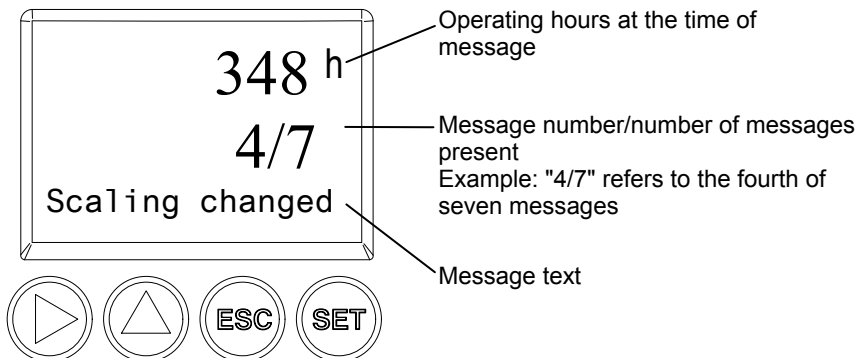 348 h
4/7
Scaling changed
ESC
SET
Operating hours at the time of
message
Message number/number of messages
present
Example: "4/7" refers to the fourth of
seven messages
Message text